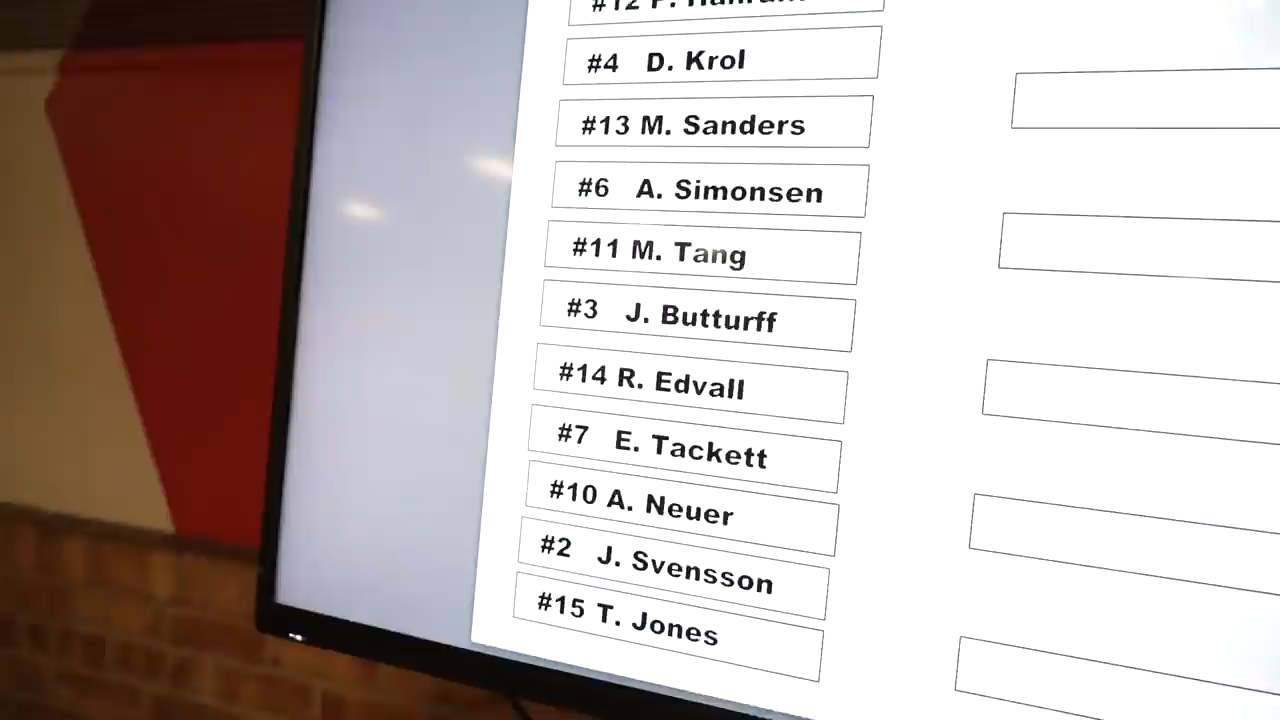 #12
#4 D. Krol
#13 M. Sanders
#6 A. Simonsen
#11 M. Tang
#3 J. Butturff
#14 R. Edvall
#7 E. Tackett
#10 A. Neuer
#2 J. Svensson
#15 T. Jones